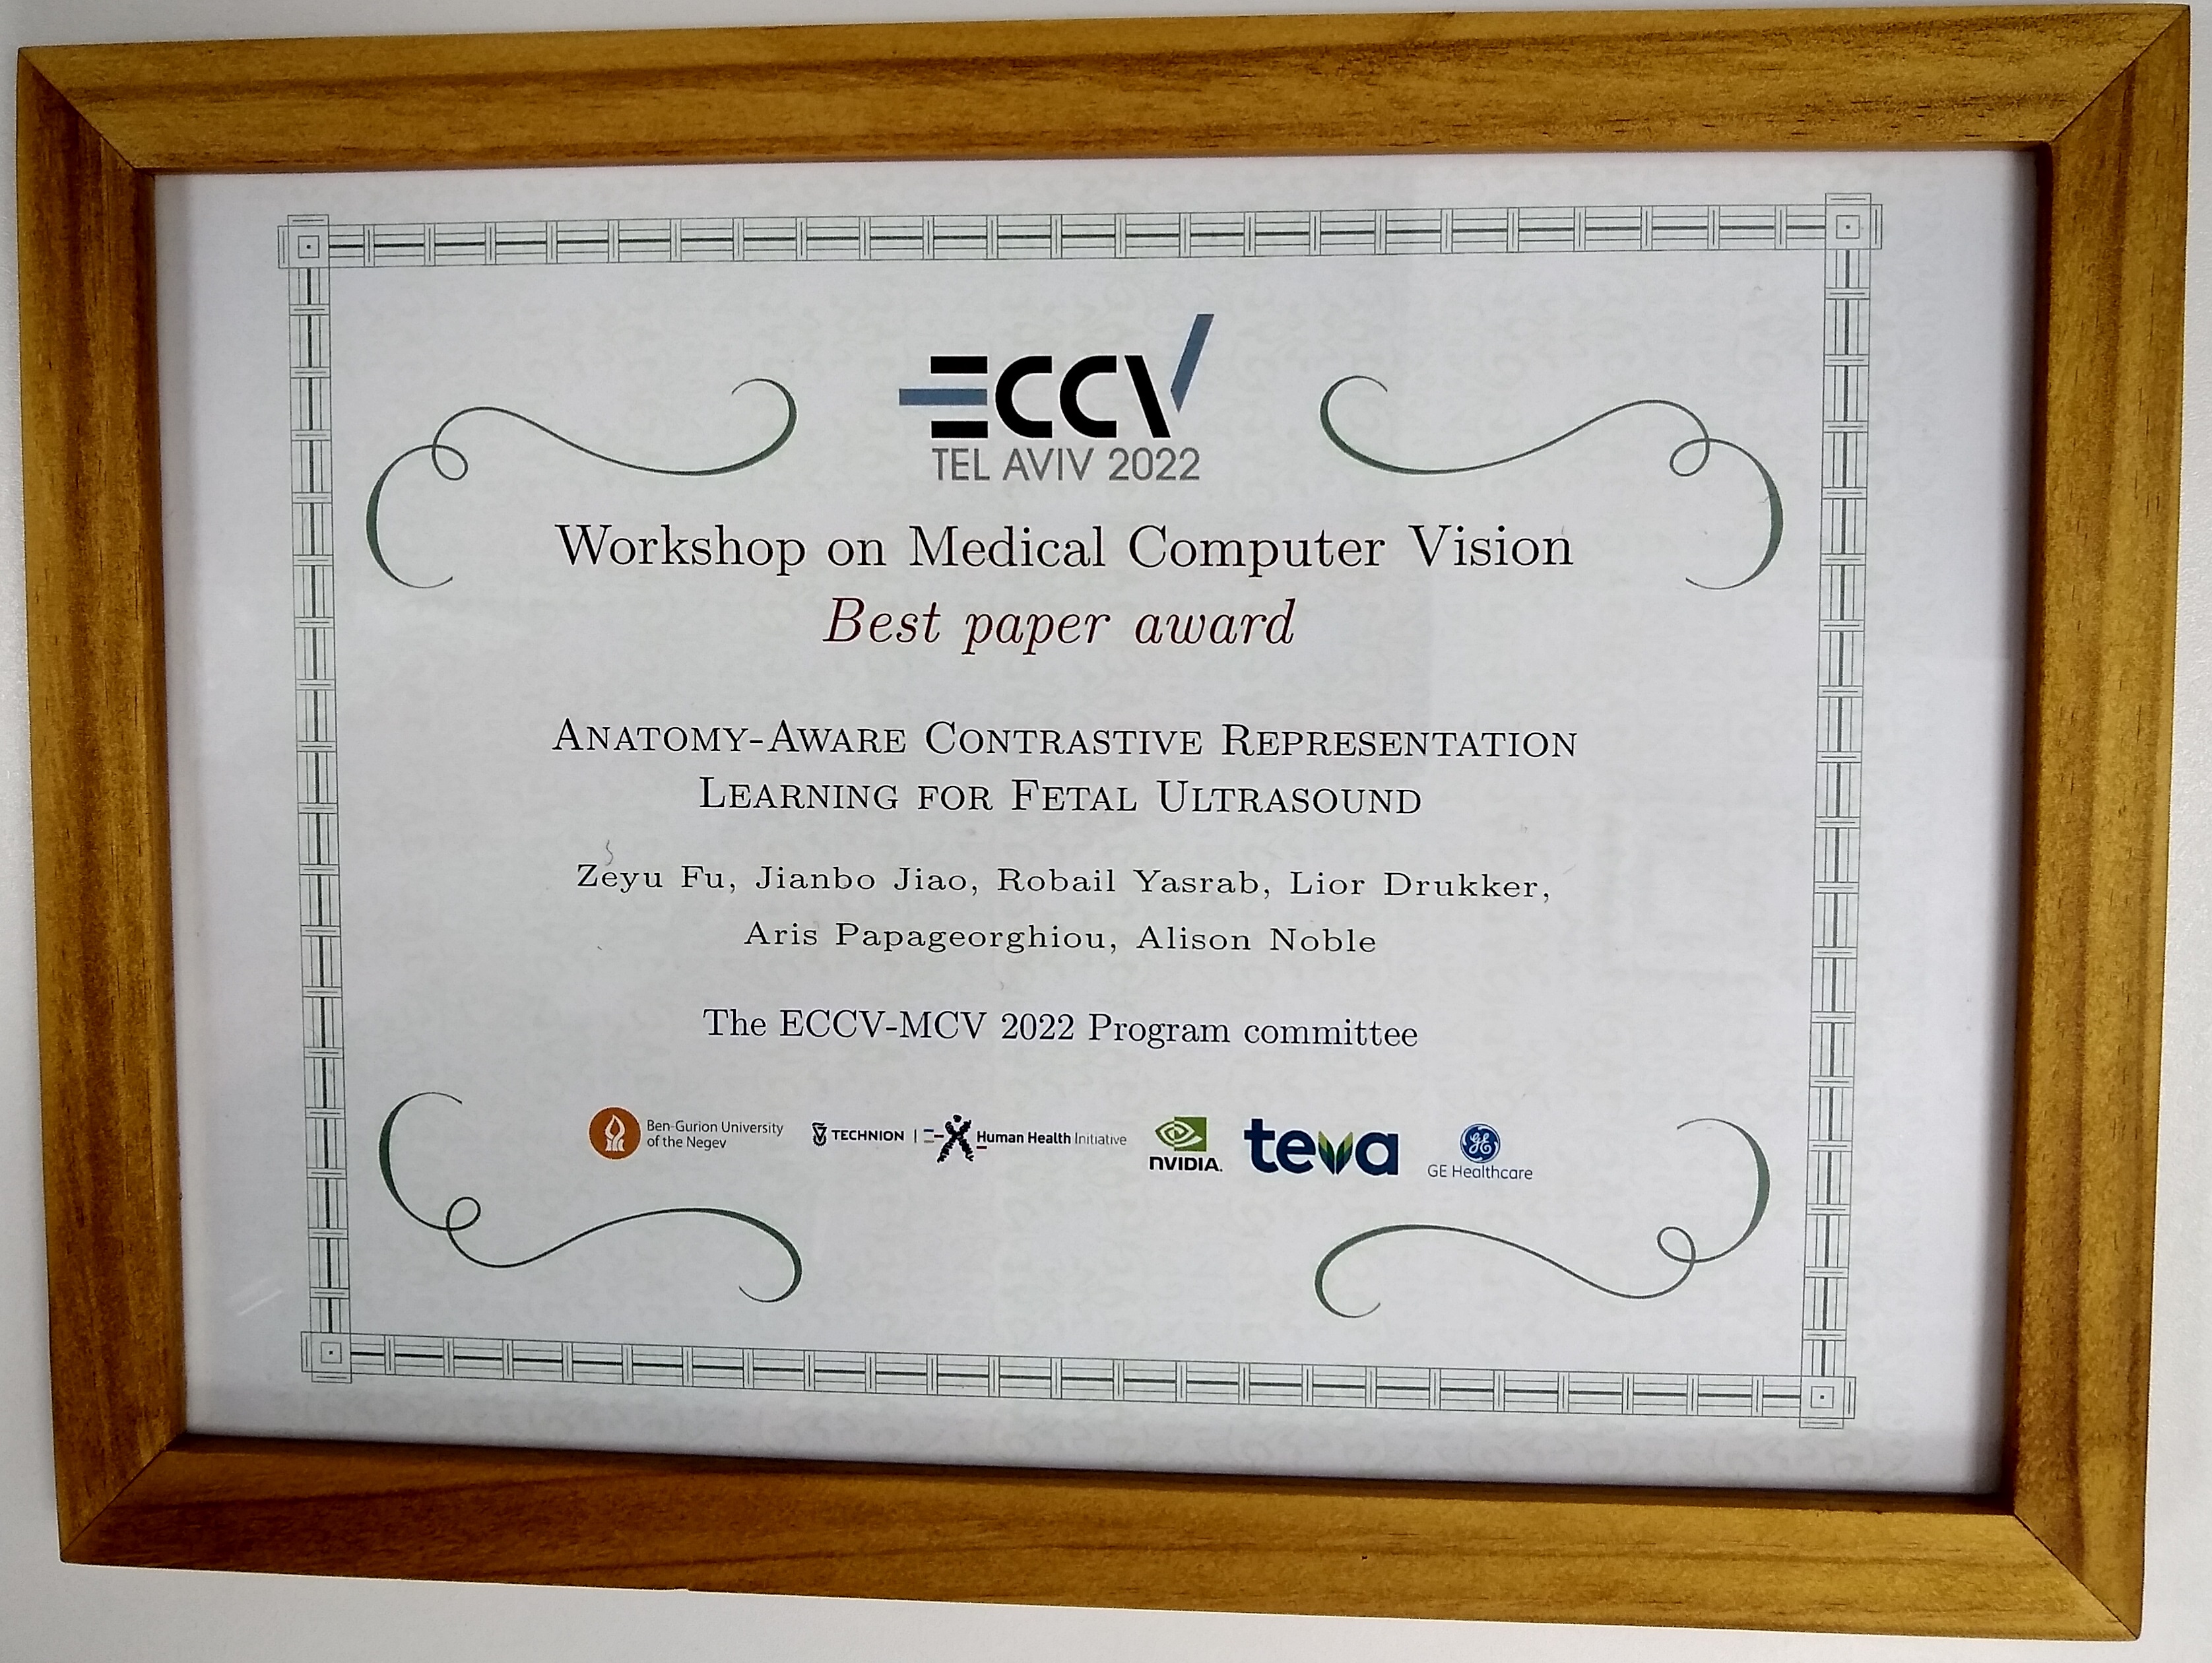 ECCV
TEL AVIV 2022
Workshop on Medical Computer Vision
Best paper award
ANATOMY-AWARE CONTRASTIVE REPRESENTATION
LEARNING FOR FETAL ULTRASOUND
Zeyu Fu, Jianbo Jiao, Robail Yasrab, Lior Drukker,
Aris Papageorghiou, Alison Noble
The ECCV-MCV 2022 Program committee
Ben-Gurion University
of the Negev
TECHNION | Human Health Initiative
NVIDIA.
teva
GE
GE Healthcare